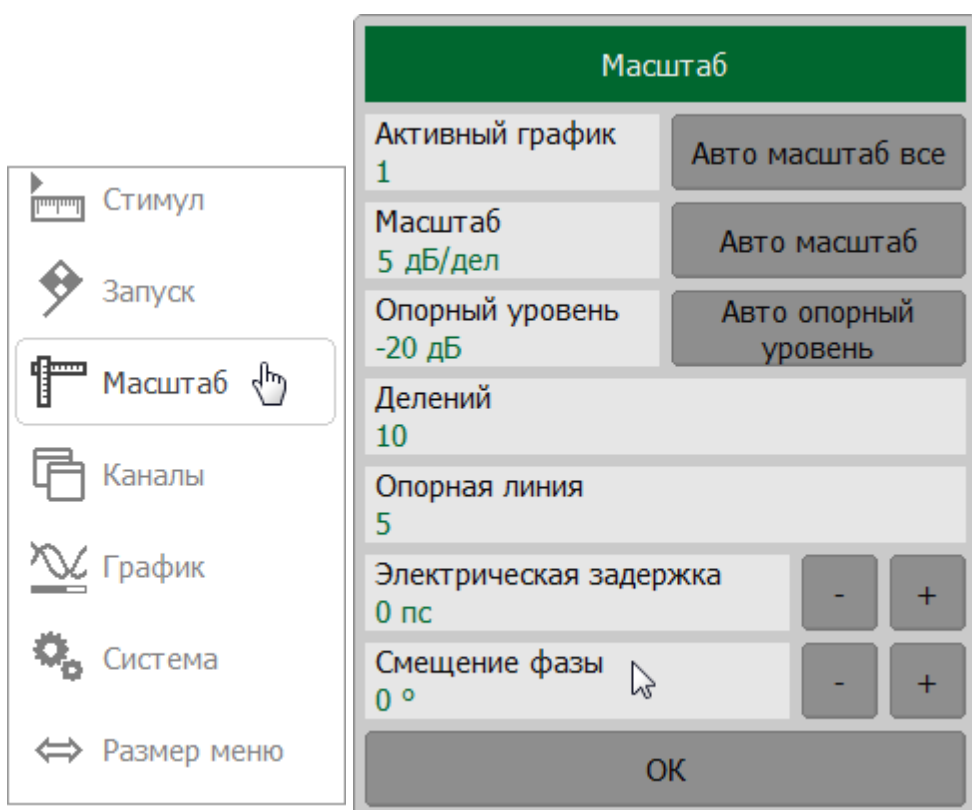 Стимул
Запуск
Масштаб
Каналы
График
Система
Размер меню
Масштаб
Активный график
1
Авто масштаб все
Масштаб
5 дБ/дел
Авто масштаб
Опорный уровень
-20 дБ
Авто опорный
уровень
Делений
10
Опорная линия
5
Электрическая задержка
0 пс
-
+
Смещение фазы
0 °
-
+
ОК